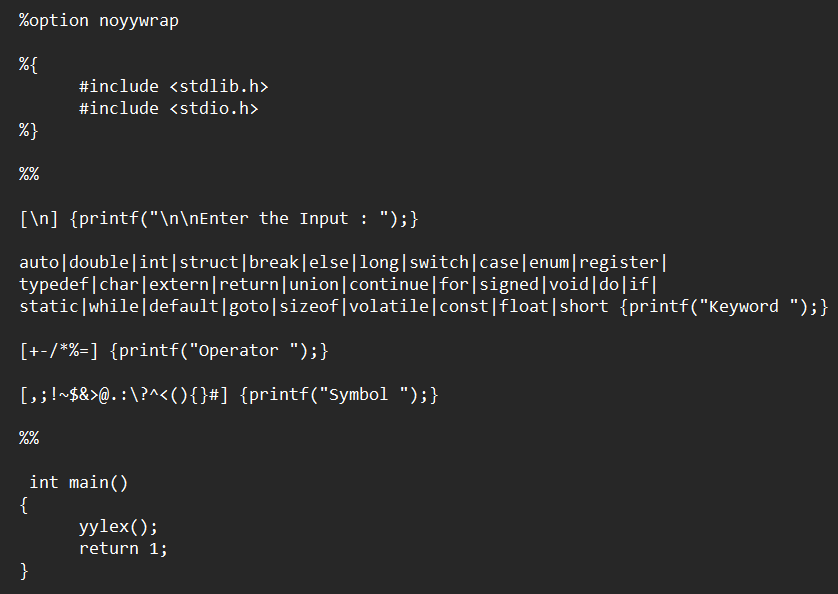 %option noyywrap
%{
#include <stdlib.h>
#include <stdio.h>
%}
%%
[\n] {printf("\n\nEnter the Input : ");}
auto|double|int|struct|break|else|long|switch|case|enum|register|
typedef|char|extern|return|union|continue|for|signed|void|do|if|
static|while|default|goto|sizeof|volatile|const|float|short {printf("Keyword ");}
[+-/*%=] {printf("Operator ");}
[,;!~$&>@.:\?^<(){}#] {printf("Symbol ");}
%%
int main()
{
yylex();
return 1;
}